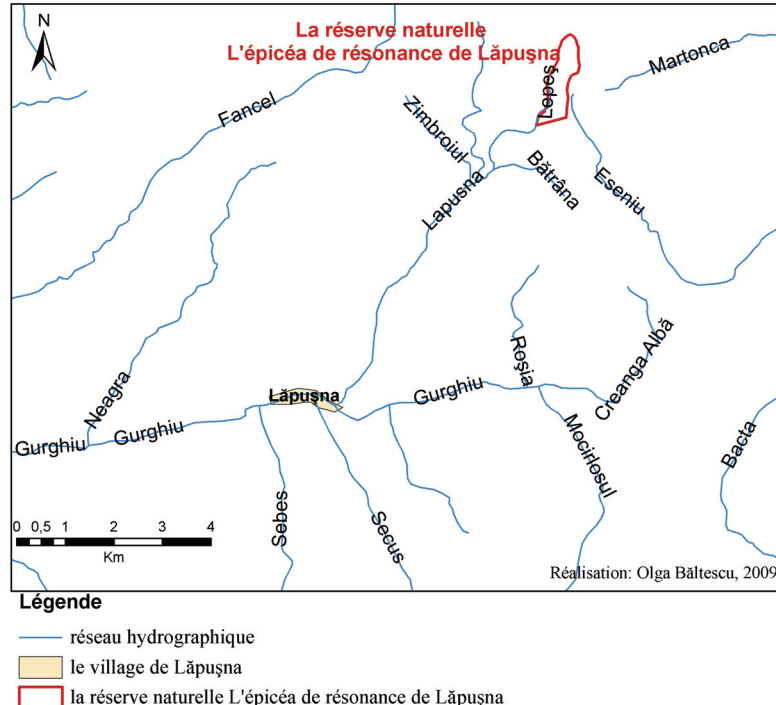 N
La réserve naturelle
L'épicéa de résonance de Lăpuşna
Martonca
Lepeş
Fancel
Zimbroiul
Bătrâna
Eseniu
Lapusna
Roşia
Creanga Albă
Neagra
Lăpuşna
Gurghiu
Gurghiu
Gurghiu
Mocirlosul
Bacta
Sebes
Secus
0 0,5 1 2 3 4
Km
Réalisation: Olga Băltescu, 2009
Légende
réseau hydrographique
le village de Lăpuşna
la réserve naturelle L'épicéa de résonance de Lăpuşna